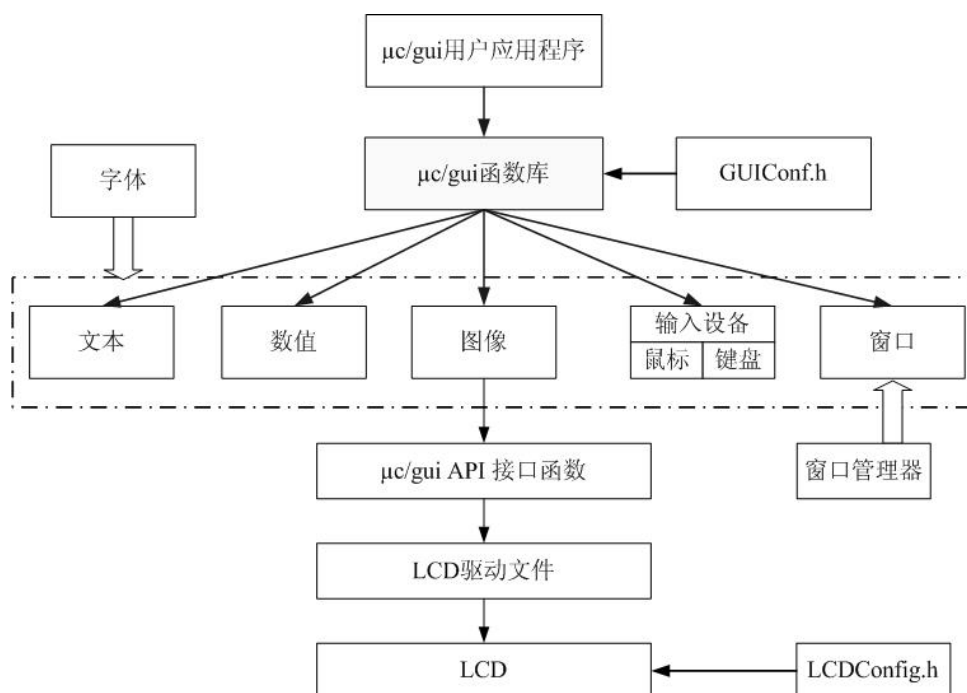 μc/gui用户应用程序
μc/gui函数库
GUIConf.h
字体
文本
数值
图像
输入设备
鼠标
键盘
窗口
μc/gui API 接口函数
窗口管理器
LCD驱动文件
LCD
LCDConfig.h